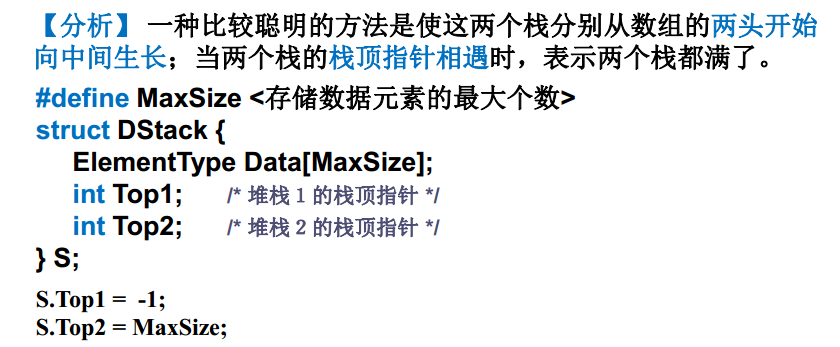 【分析】 一种比较聪明的方法是使这两个栈分别从数组的两头开始
向中间生长；当两个栈的栈顶指针相遇时，表示两个栈都满了。
#define MaxSize <存储数据元素的最大个数>
struct DStack {
ElementType Data[MaxSize];
int Top1; /* 堆栈１的栈顶指针 */
int Top2; /* 堆栈２的栈顶指针 */
} S;
S.Top1 = -1;
S.Top2 = MaxSize;